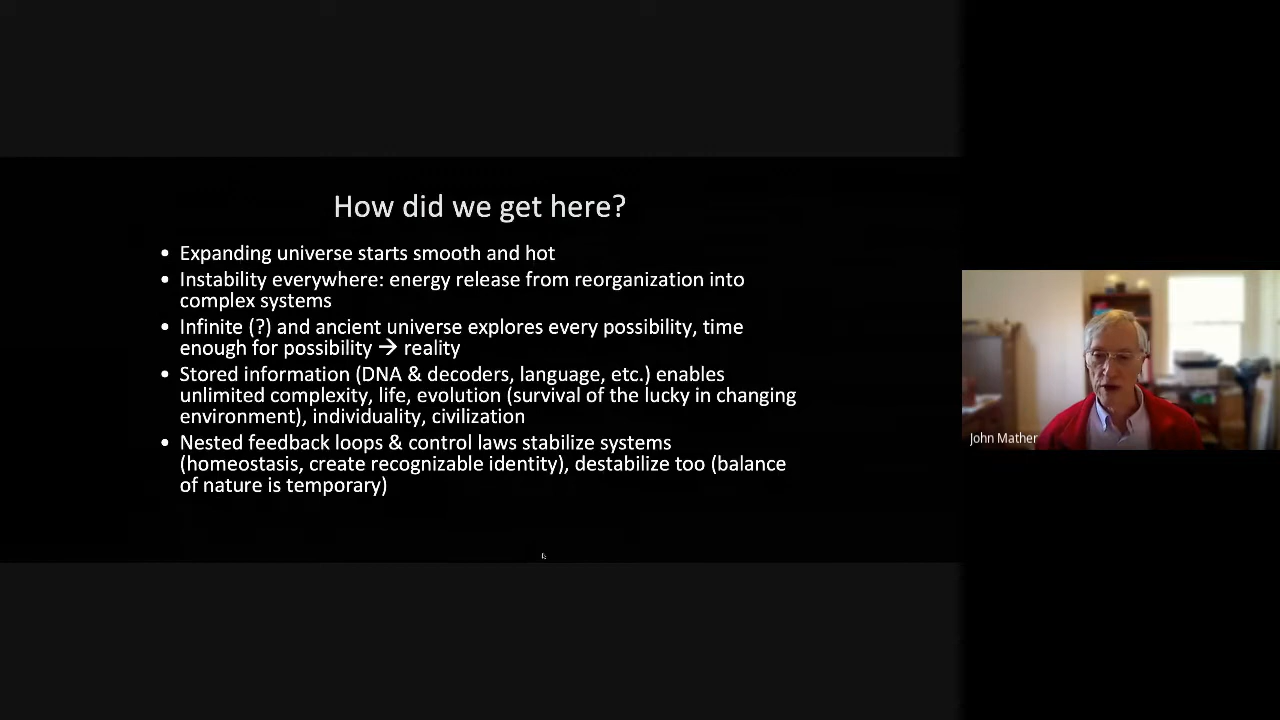 How did we get here?
• Expanding universe starts smooth and hot
• Instability everywhere: energy release from reorganization into
complex systems
• Infinite (?) and ancient universe explores every possibility, time
enough for possibility → reality
• Stored information (DNA & decoders, language, etc.) enables
unlimited complexity, life, evolution (survival of the lucky in changing
environment), individuality, civilization
• Nested feedback loops & control laws stabilize systems
(homeostasis, create recognizable identity), destabilize too (balance
of nature is temporary)
John Mather